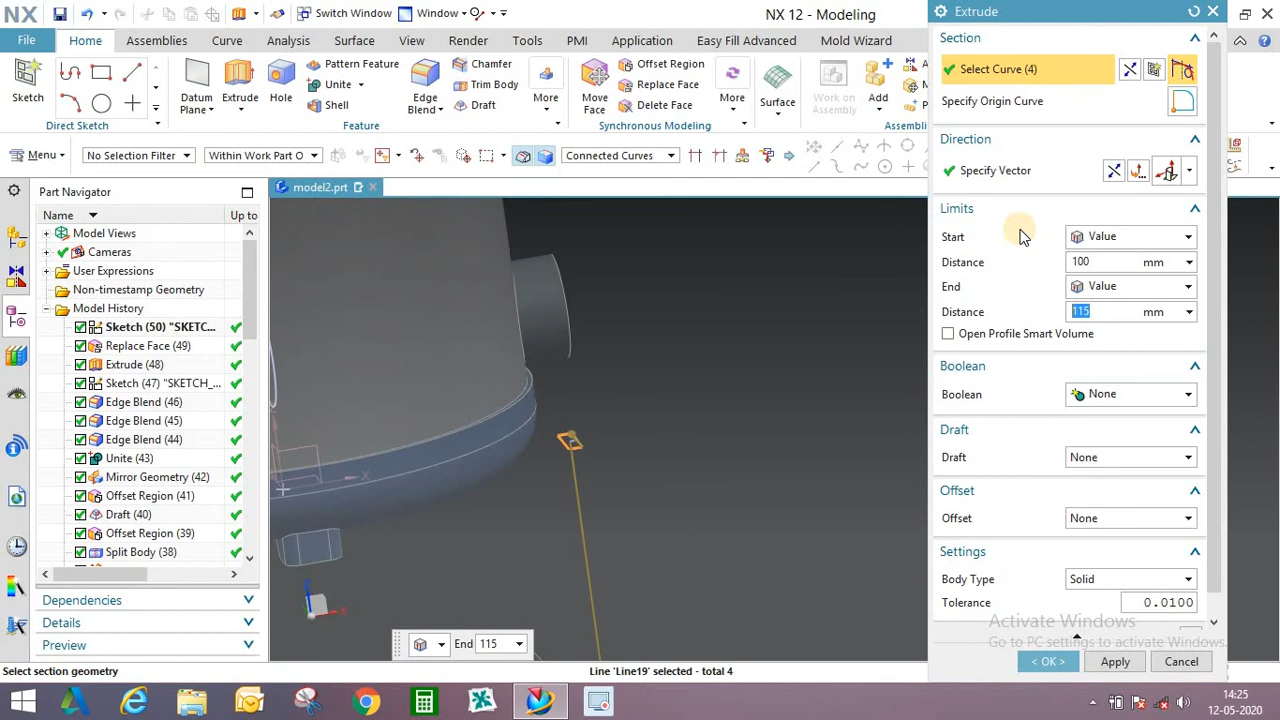 NX Switch Window Window NX 12 - Modeling
Extrude
File Home Assemblies Curve Analysis Surface View Render Tools PMI Application Easy Fill Advanced Mold Wizard
Section
Select Curve (4)
Specify Origin Curve
Direction
Specify Vector
Limits
Start Value
Distance 100 mm
End Value
Distance 115 mm
Open Profile Smart Volume
Boolean
Boolean None
Draft
Draft None
Offset
Offset None
Settings
Body Type Solid
Tolerance 0.0100
< OK > Apply Cancel
Activate Windows
Go to PC settings to activate Windows.
Sketch
Direct Sketch
Datum Plane
Extrude
Hole
Pattern Feature
Unite
Shell
Edge Blend
Chamfer
Trim Body
Draft
More
Feature
Move Face
Offset Region
Replace Face
Delete Face
More
Synchronous Modeling
Surface
Work on Assembly
Add
Assembli
Menu No Selection Filter Within Work Part O Connected Curves
Part Navigator
model2.prt
Name Up to
Model Views
Cameras
User Expressions
Non-timestamp Geometry
Model History
Sketch (50) "SKETC...
Replace Face (49)
Extrude (48)
Sketch (47) "SKETCH_...
Edge Blend (46)
Edge Blend (45)
Edge Blend (44)
Unite (43)
Mirror Geometry (42)
Offset Region (41)
Draft (40)
Offset Region (39)
Split Body (38)
Dependencies
Details
Preview
X
End 115
Select section geometry
Line 'Line19' selected - total 4
14:25
12-05-2020